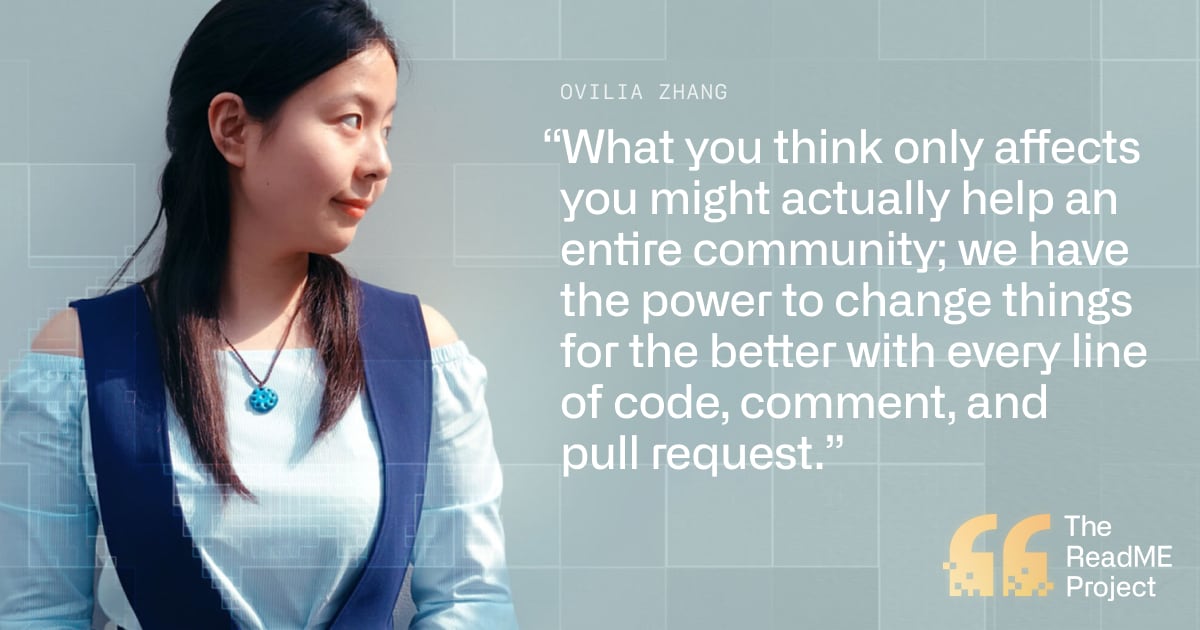 OVILIA ZHANG
“What you think only affects
you might actually help an
entire community; we have
the power to change things
for the better with every line
of code, comment, and
pull request.”
The
ReadME
Project